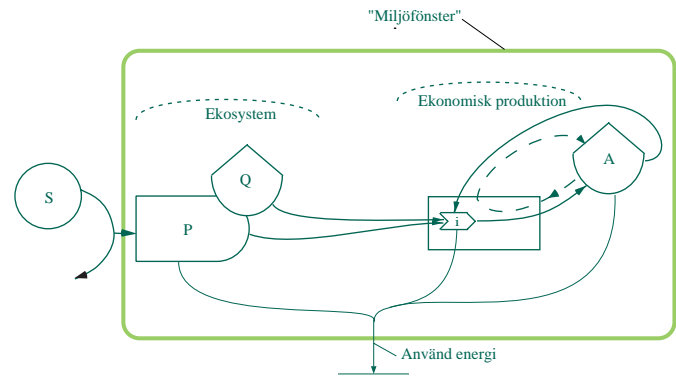 "Miljöfönster"
Ekosystem
Ekonomisk produktion
S
Q
P
i
A
Använd energi